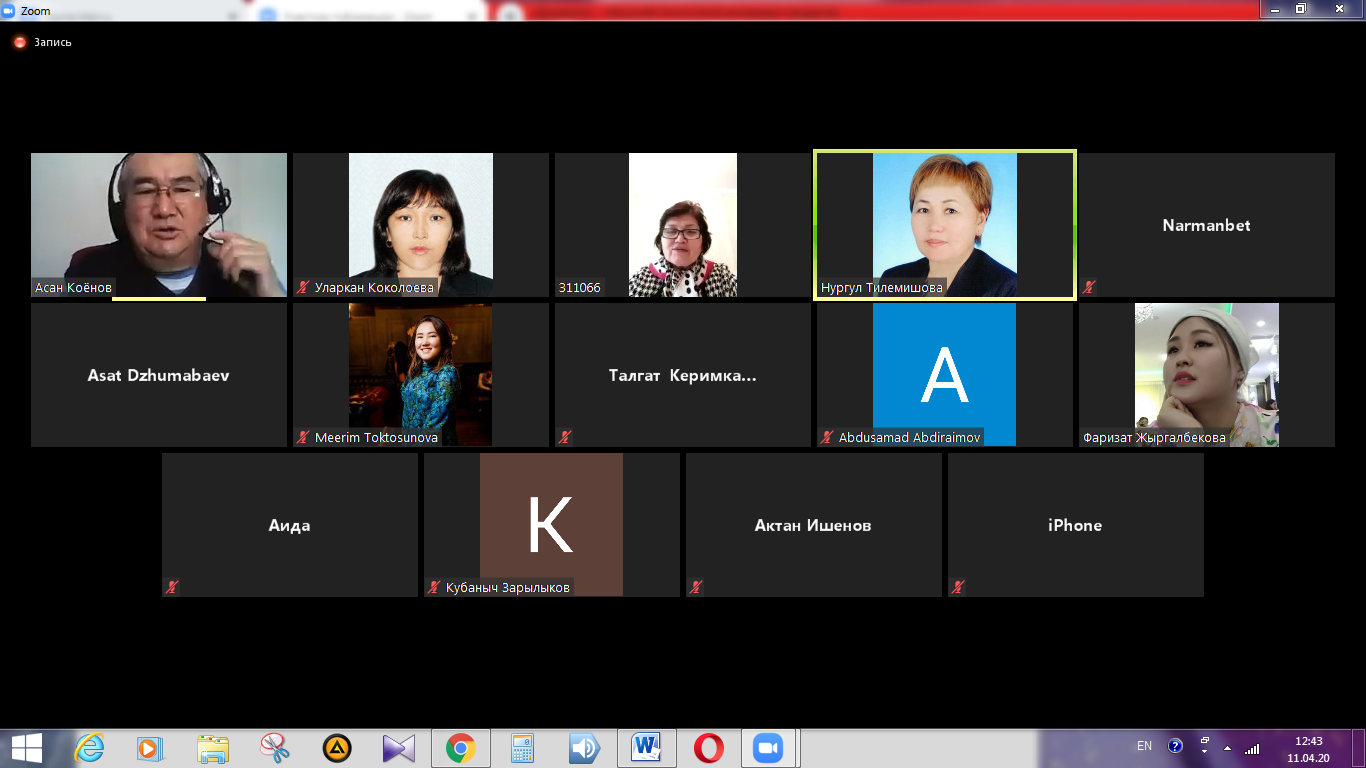 Zoom
Запись
Асан Коёнов
Уларкан Коколоева
311066
Нургул Тилемишова
Narmanbet
Asat Dzhumabaev
Meerim Toktosunova
Талгат Керимка...
A
Abdusamad Abdiraimov
Фаризат Жыргалбекова
Аида
К
Кубаныч Зарылыков
Актан Ишенов
iPhone
EN
12:43
11.04.20